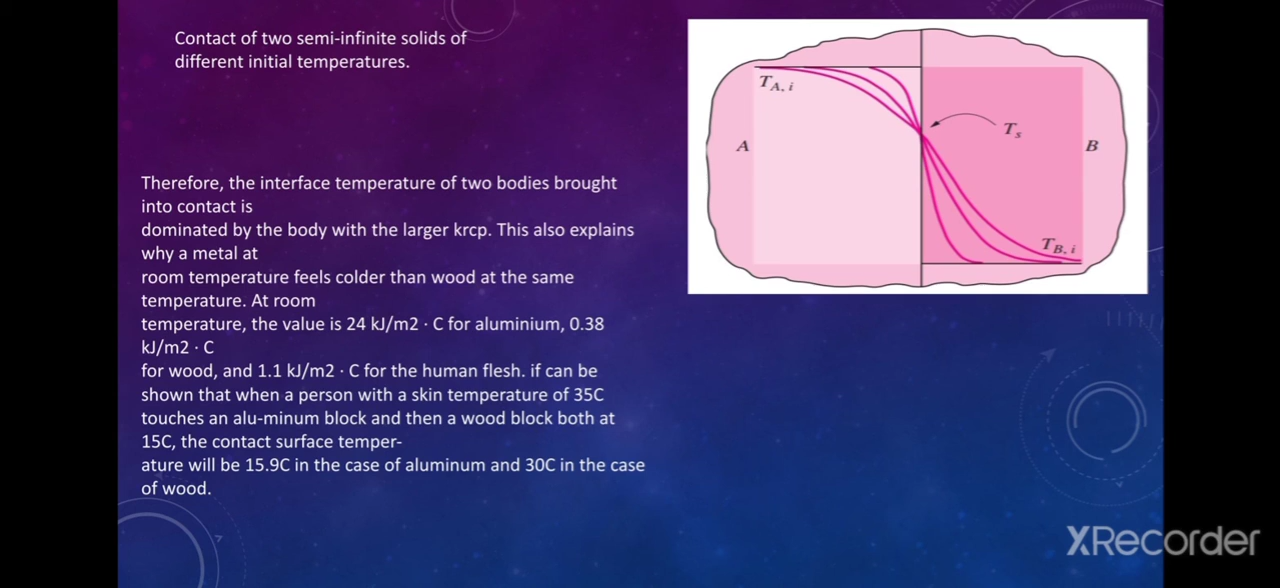 Contact of two semi-infinite solids of
different initial temperatures.
Therefore, the interface temperature of two bodies brought
into contact is
dominated by the body with the larger krcp. This also explains
why a metal at
room temperature feels colder than wood at the same
temperature. At room
temperature, the value is 24 kJ/m2 · C for aluminium, 0.38
kJ/m2 · C
for wood, and 1.1 kJ/m2 · C for the human flesh. if can be
shown that when a person with a skin temperature of 35C
touches an alu-minum block and then a wood block both at
15C, the contact surface temper-
ature will be 15.9C in the case of aluminum and 30C in the case
of wood.
T_A, i
A
T_s
B
T_B, i
XRecorder